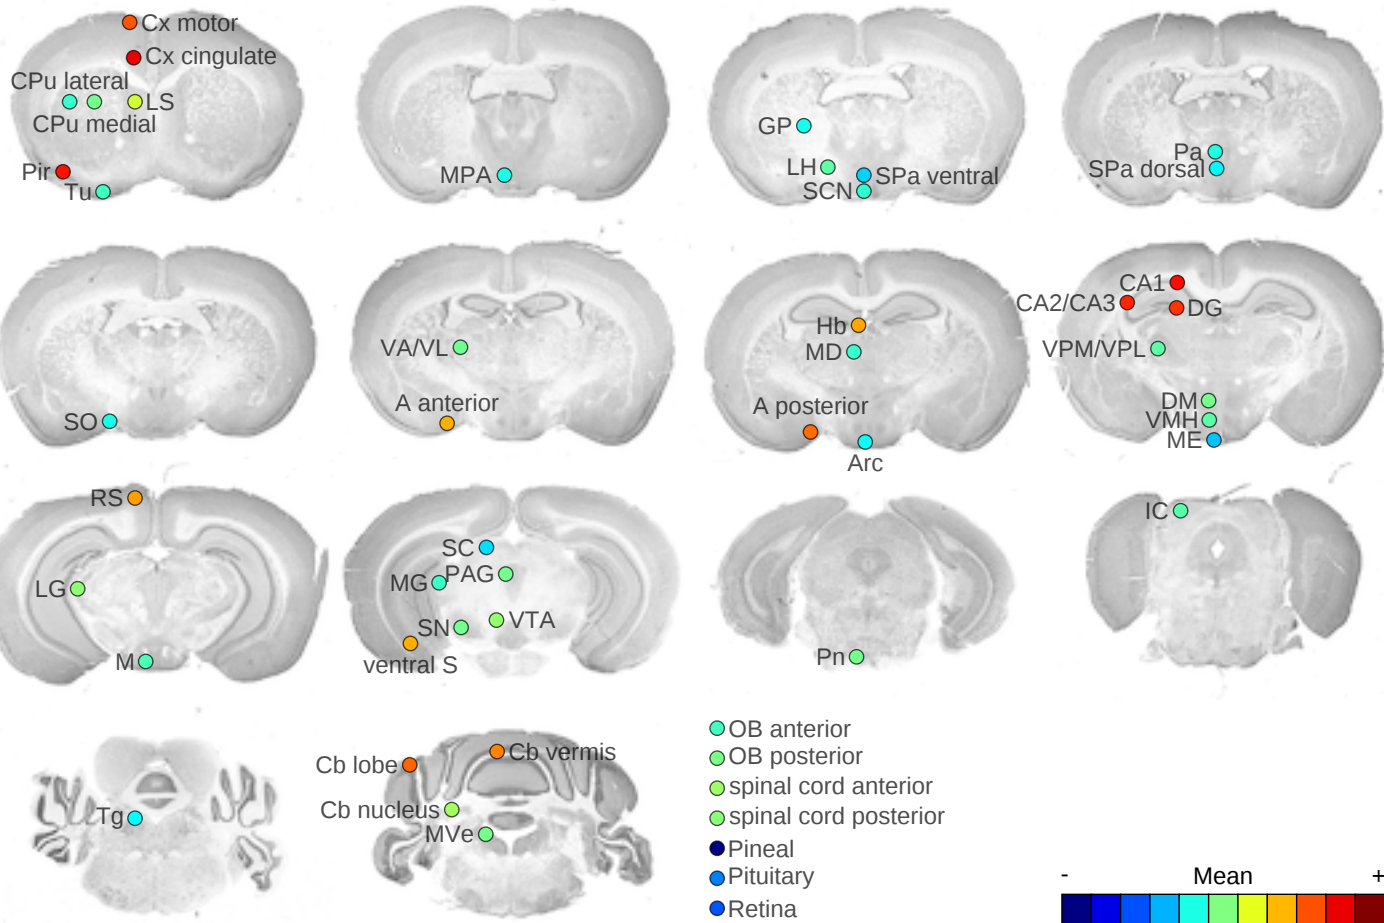 Cx motor
Cx cingulate
CPu lateral
LS
CPu medial
Pir
Tu
MPA
GP
LH
SPa ventral
SCN
Pa
SPa dorsal
SO
VA/VL
A anterior
Hb
MD
A posterior
Arc
CA1
CA2/CA3
DG
VPM/VPL
DM
VMH
ME
RS
LG
M
SC
MG
PAG
SN
VTA
ventral S
Pn
IC
Tg
Cb lobe
Cb vermis
Cb nucleus
MVe
OB anterior
OB posterior
spinal cord anterior
spinal cord posterior
Pineal
Pituitary
Retina
- Mean +